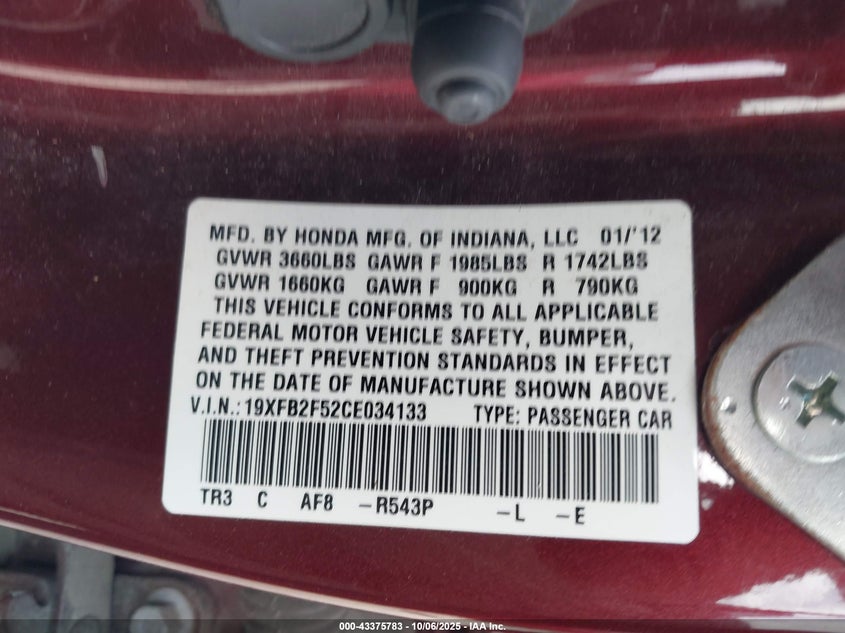 MFD. BY HONDA MFG. OF INDIANA, LLC 01/'12
GVWR 3660LBS GAWR F 1985LBS R 1742LBS
GVWR 1660KG GAWR F 900KG R 790KG
THIS VEHICLE CONFORMS TO ALL APPLICABLE
FEDERAL MOTOR VEHICLE SAFETY, BUMPER,
AND THEFT PREVENTION STANDARDS IN EFFECT
ON THE DATE OF MANUFACTURE SHOWN ABOVE.
V.I.N.:19XFB2F52CE034133 TYPE: PASSENGER CAR
TR3 C AF8 -R543P -L -E
000-43375783 - 10/06/2025 - IAA Inc.